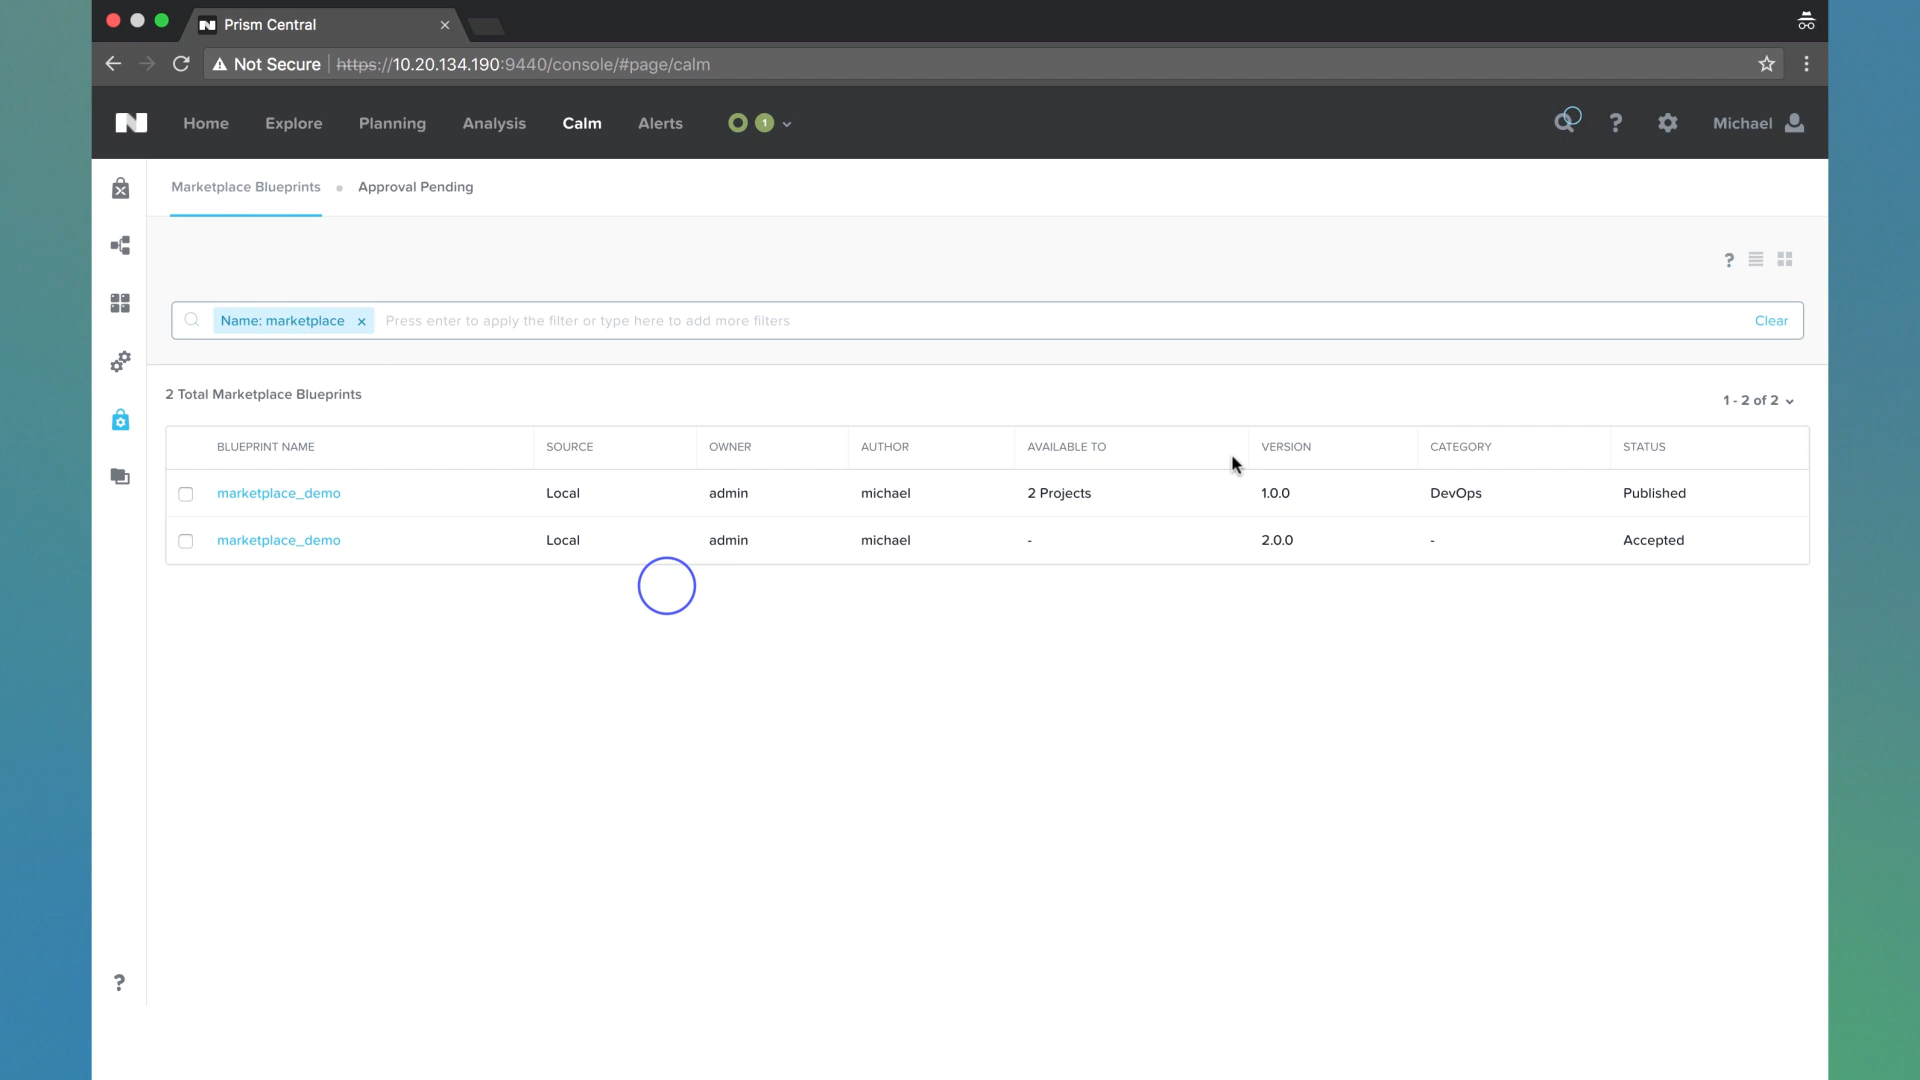 Prism Central
Not Secure https://10.20.134.190:9440/console/#page/calm
Home Explore Planning Analysis Calm Alerts 1 ? Michael
Marketplace Blueprints Approval Pending
?
Name: marketplace × Press enter to apply the filter or type here to add more filters Clear
2 Total Marketplace Blueprints
1 - 2 of 2
BLUEPRINT NAME SOURCE OWNER AUTHOR AVAILABLE TO VERSION CATEGORY STATUS
marketplace_demo Local admin michael 2 Projects 1.0.0 DevOps Published
marketplace_demo Local admin michael - 2.0.0 - Accepted
?